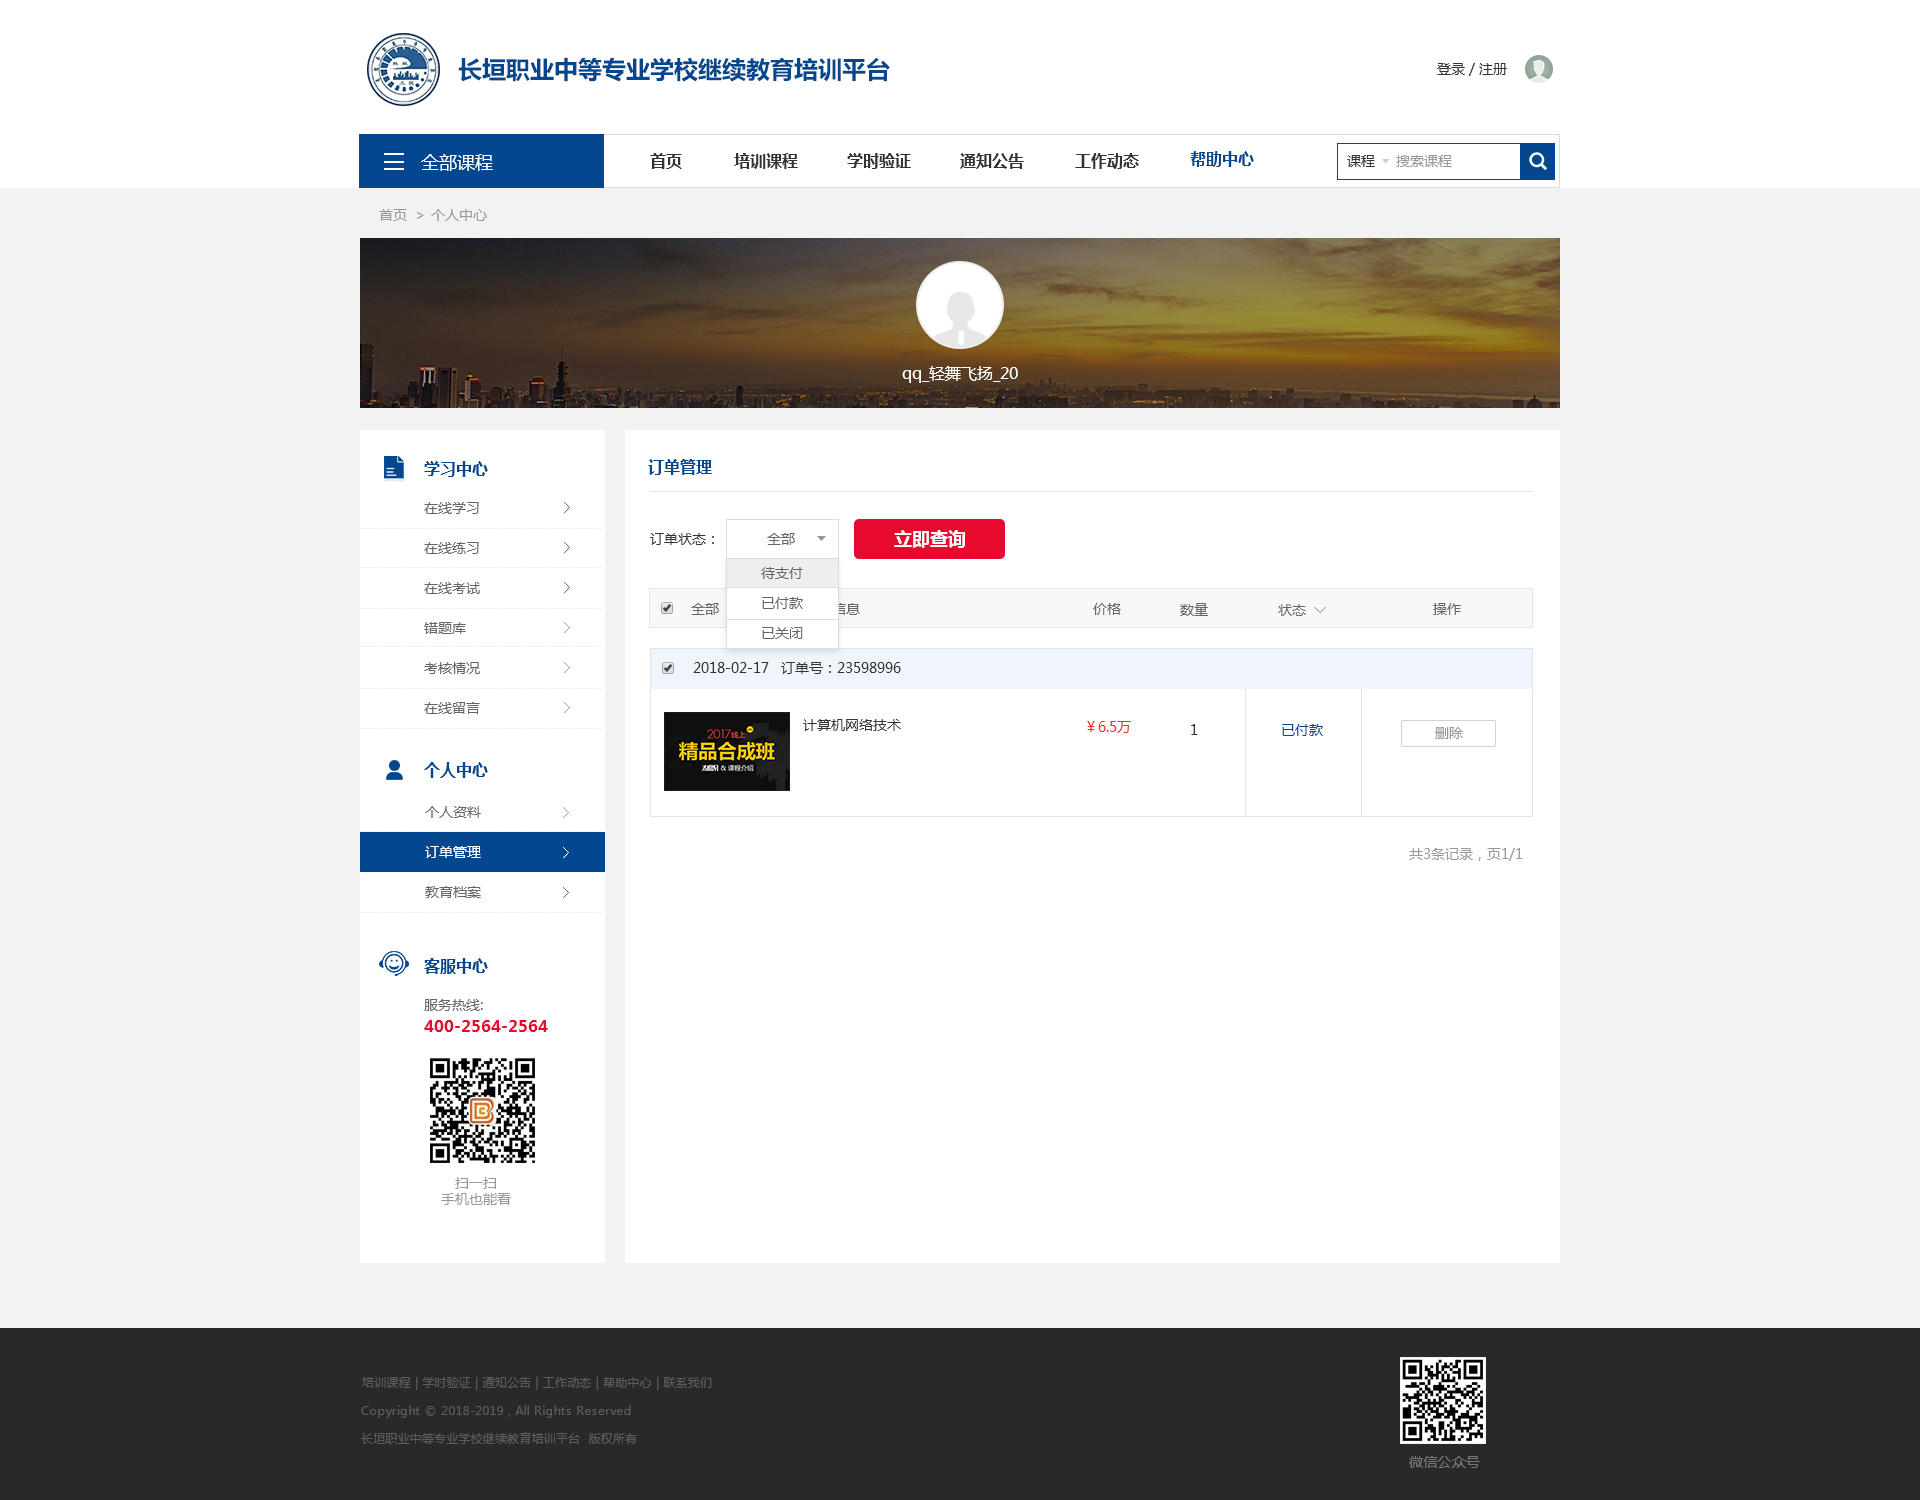 长垣职业中等专业学校继续教育培训平台
登录 / 注册
全部课程
首页 培训课程 学时验证 通知公告 工作动态 帮助中心
课程 搜索课程
首页 > 个人中心
qq_轻舞飞扬_20
学习中心
在线学习
在线练习
在线考试
错题库
考核情况
在线留言
个人中心
个人资料
订单管理
教育档案
客服中心
服务热线:
400-2564-2564
扫一扫
手机也能看
订单管理
订单状态： 全部 立即查询
待支付
已付款
已关闭
全部 信息 价格 数量 状态 操作
2018-02-17 订单号：23598996
2017线上
精品合成班
& 课程介绍
计算机网络技术 ￥6.5万 1 已付款 删除
共3条记录，页1/1
培训课程 | 学时验证 | 通知公告 | 工作动态 | 帮助中心 | 联系我们
Copyright © 2018-2019 , All Rights Reserved
长垣职业中等专业学校继续教育培训平台 版权所有
微信公众号